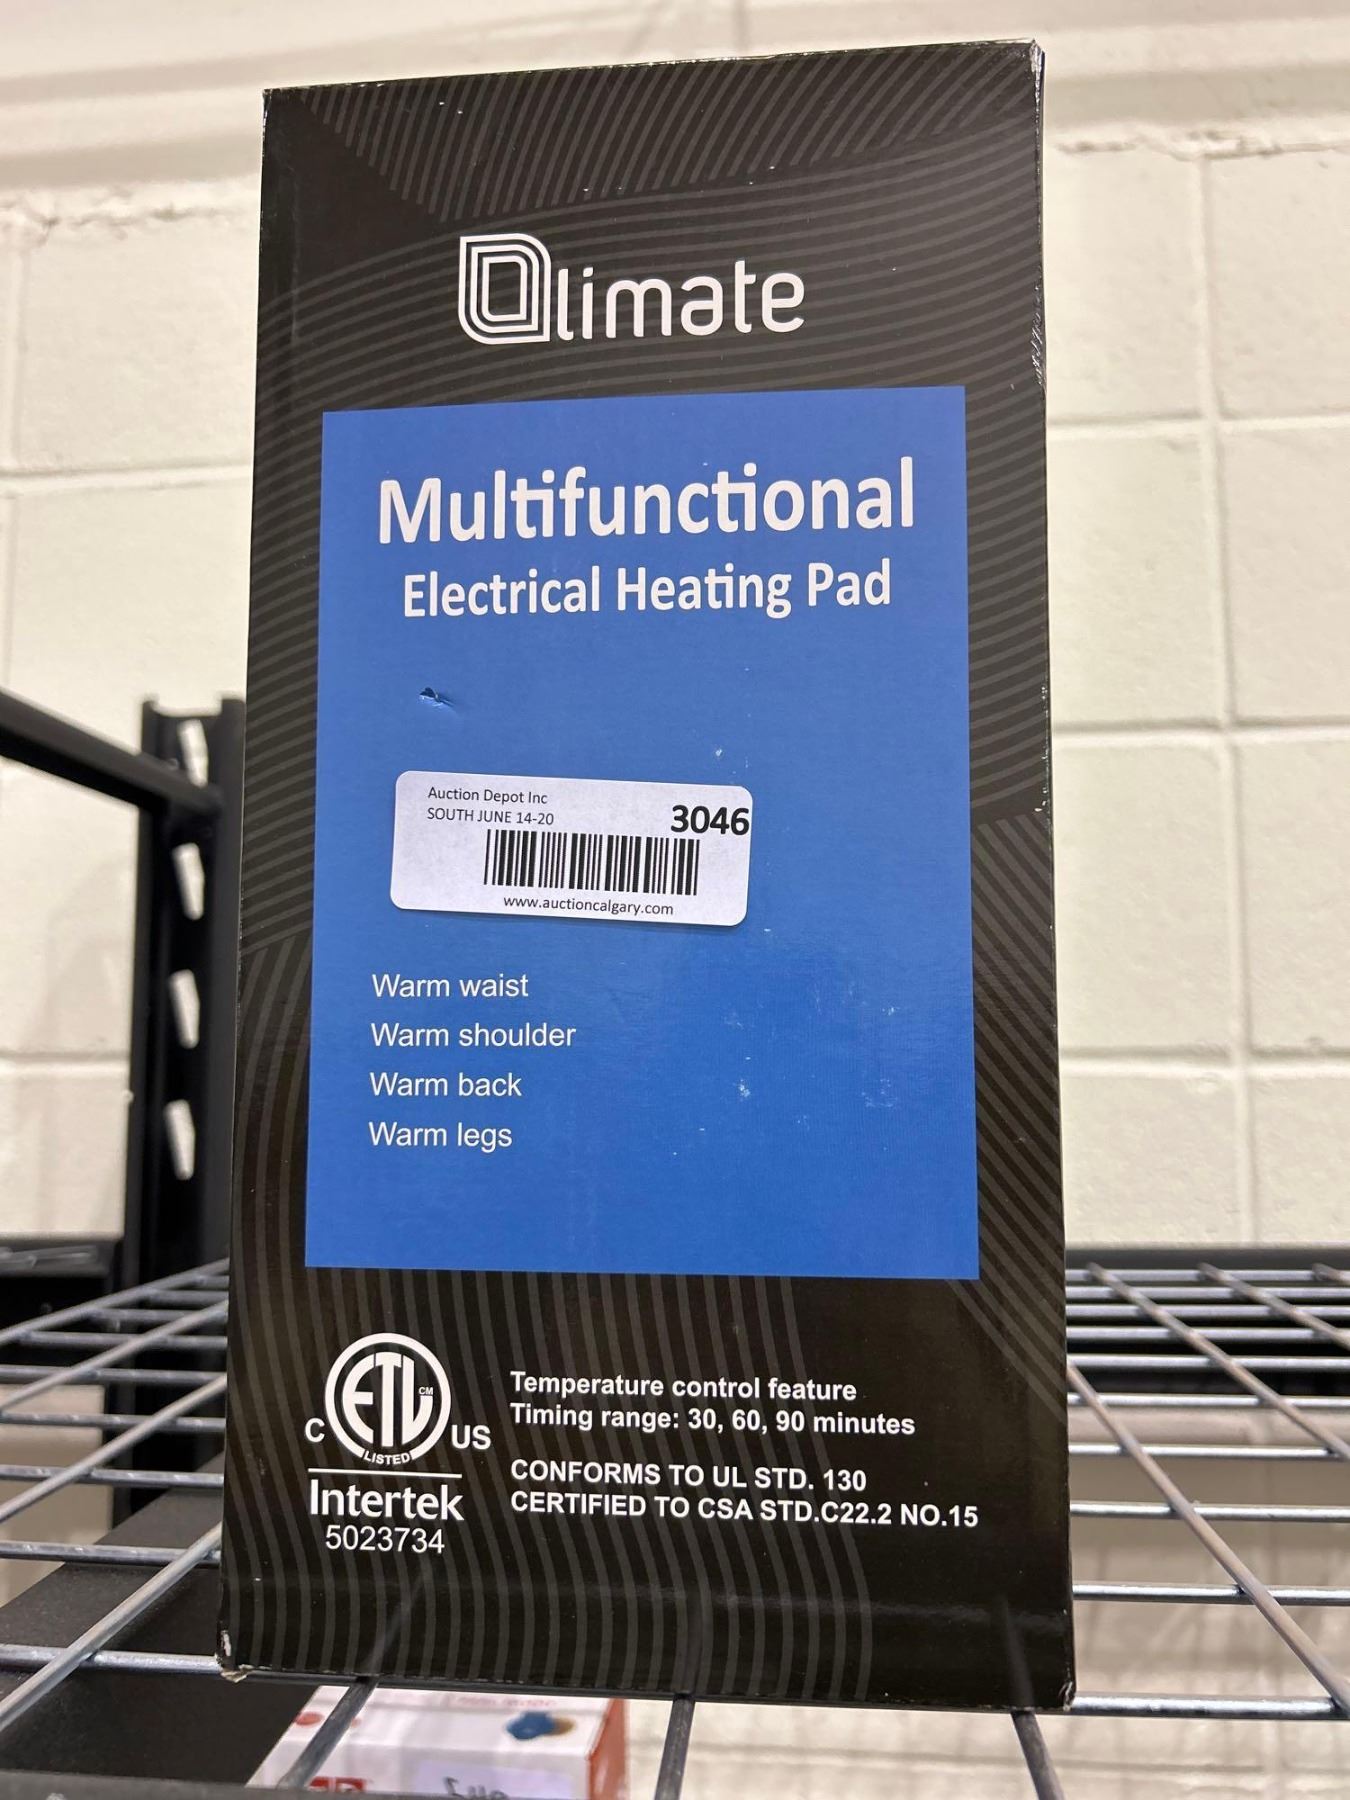 Qlimate
Multifunctional
Electrical Heating Pad
Auction Depot Inc
SOUTH JUNE 14-20
3046
www.auctioncalgary.com
Warm waist
Warm shoulder
Warm back
Warm legs
C ETL CM US
LISTED
Intertek
5023734
Temperature control feature
Timing range: 30, 60, 90 minutes
CONFORMS TO UL STD. 130
CERTIFIED TO CSA STD.C22.2 NO.15